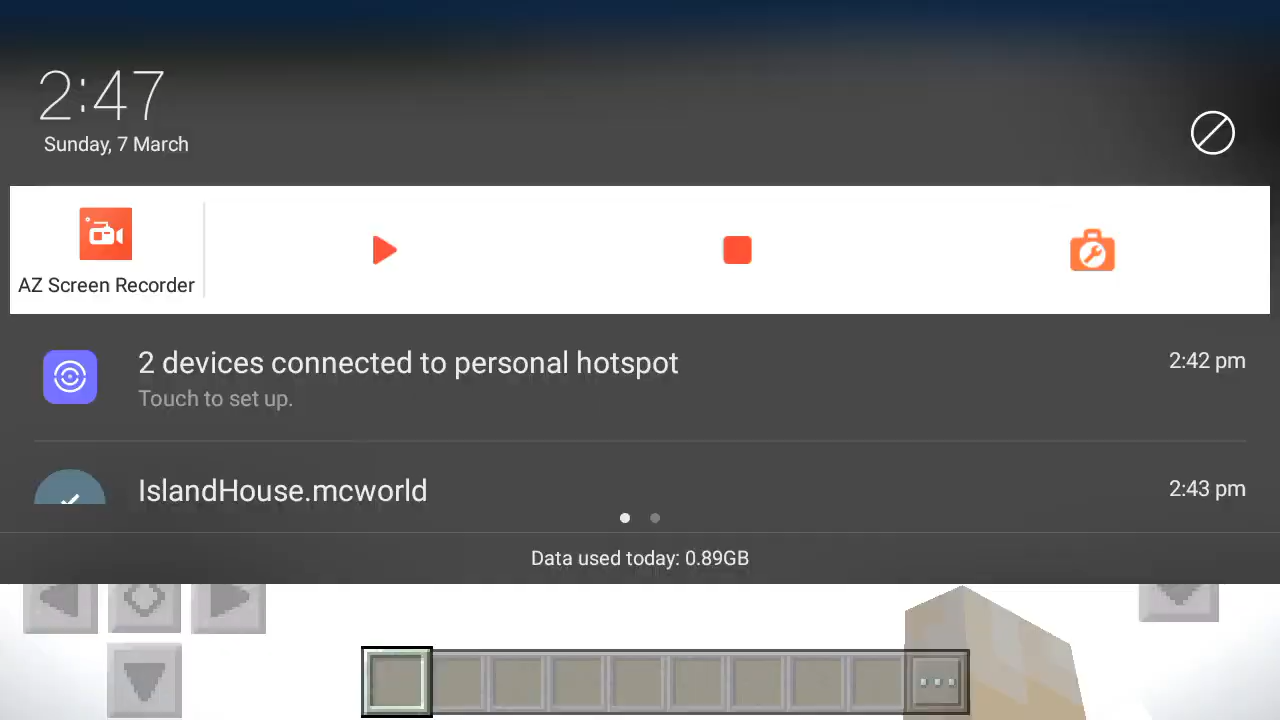 2:47
Sunday, 7 March
AZ Screen Recorder
2 devices connected to personal hotspot
2:42 pm
Touch to set up.
IslandHouse.mcworld
2:43 pm
Data used today: 0.89GB